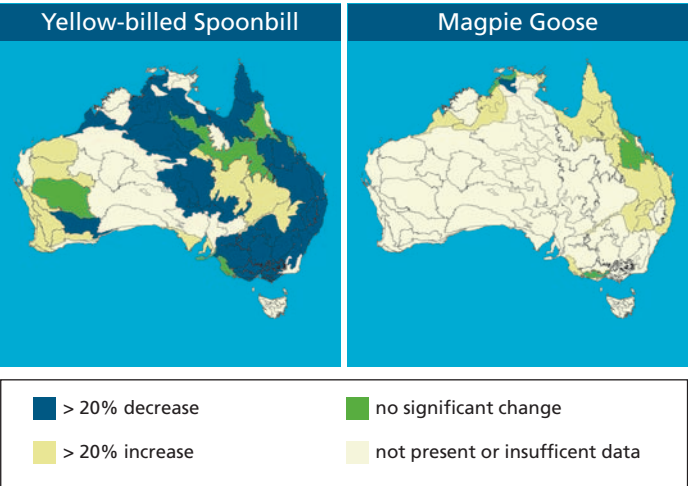 Yellow-billed Spoonbill
Magpie Goose
> 20% decrease
no significant change
> 20% increase
not present or insufficent data